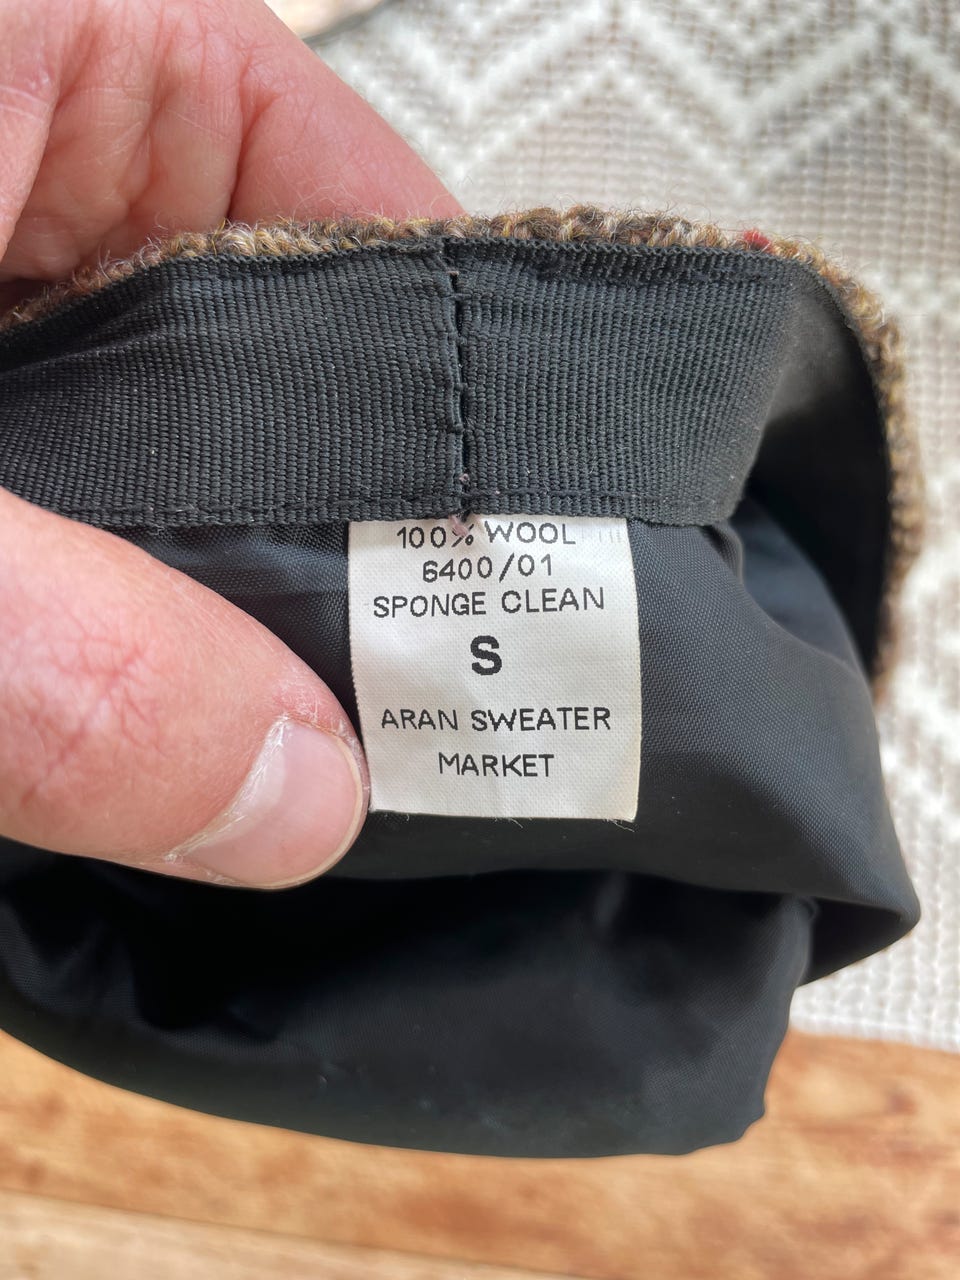 100% WOOL
6400/01
SPONGE CLEAN
S
ARAN SWEATER
MARKET